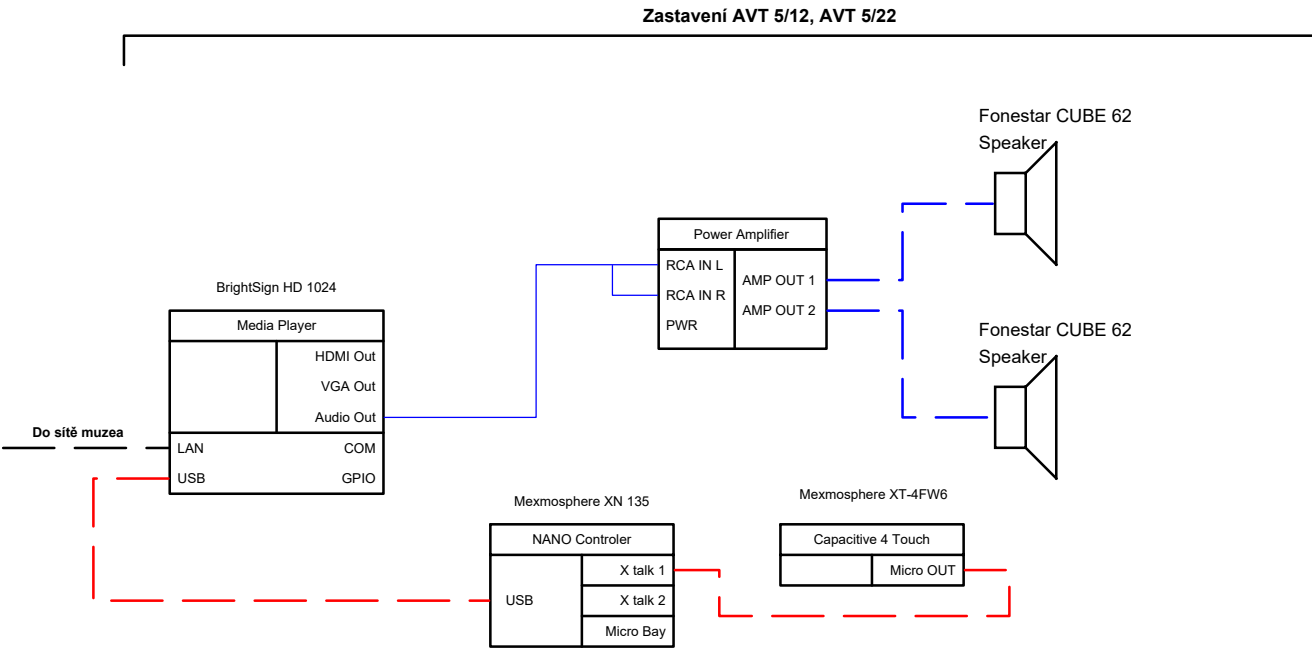 Zastavení AVT 5/12, AVT 5/22
Fonestar CUBE 62
Speaker
Power Amplifier
RCA IN L
RCA IN R
PWR
AMP OUT 1
AMP OUT 2
BrightSign HD 1024
Media Player
HDMI Out
VGA Out
Audio Out
Do sítě muzea
LAN
COM
USB
GPIO
Fonestar CUBE 62
Speaker
Mexmosphere XN 135
NANO Controler
USB
X talk 1
X talk 2
Micro Bay
Mexmosphere XT-4FW6
Capacitive 4 Touch
Micro OUT